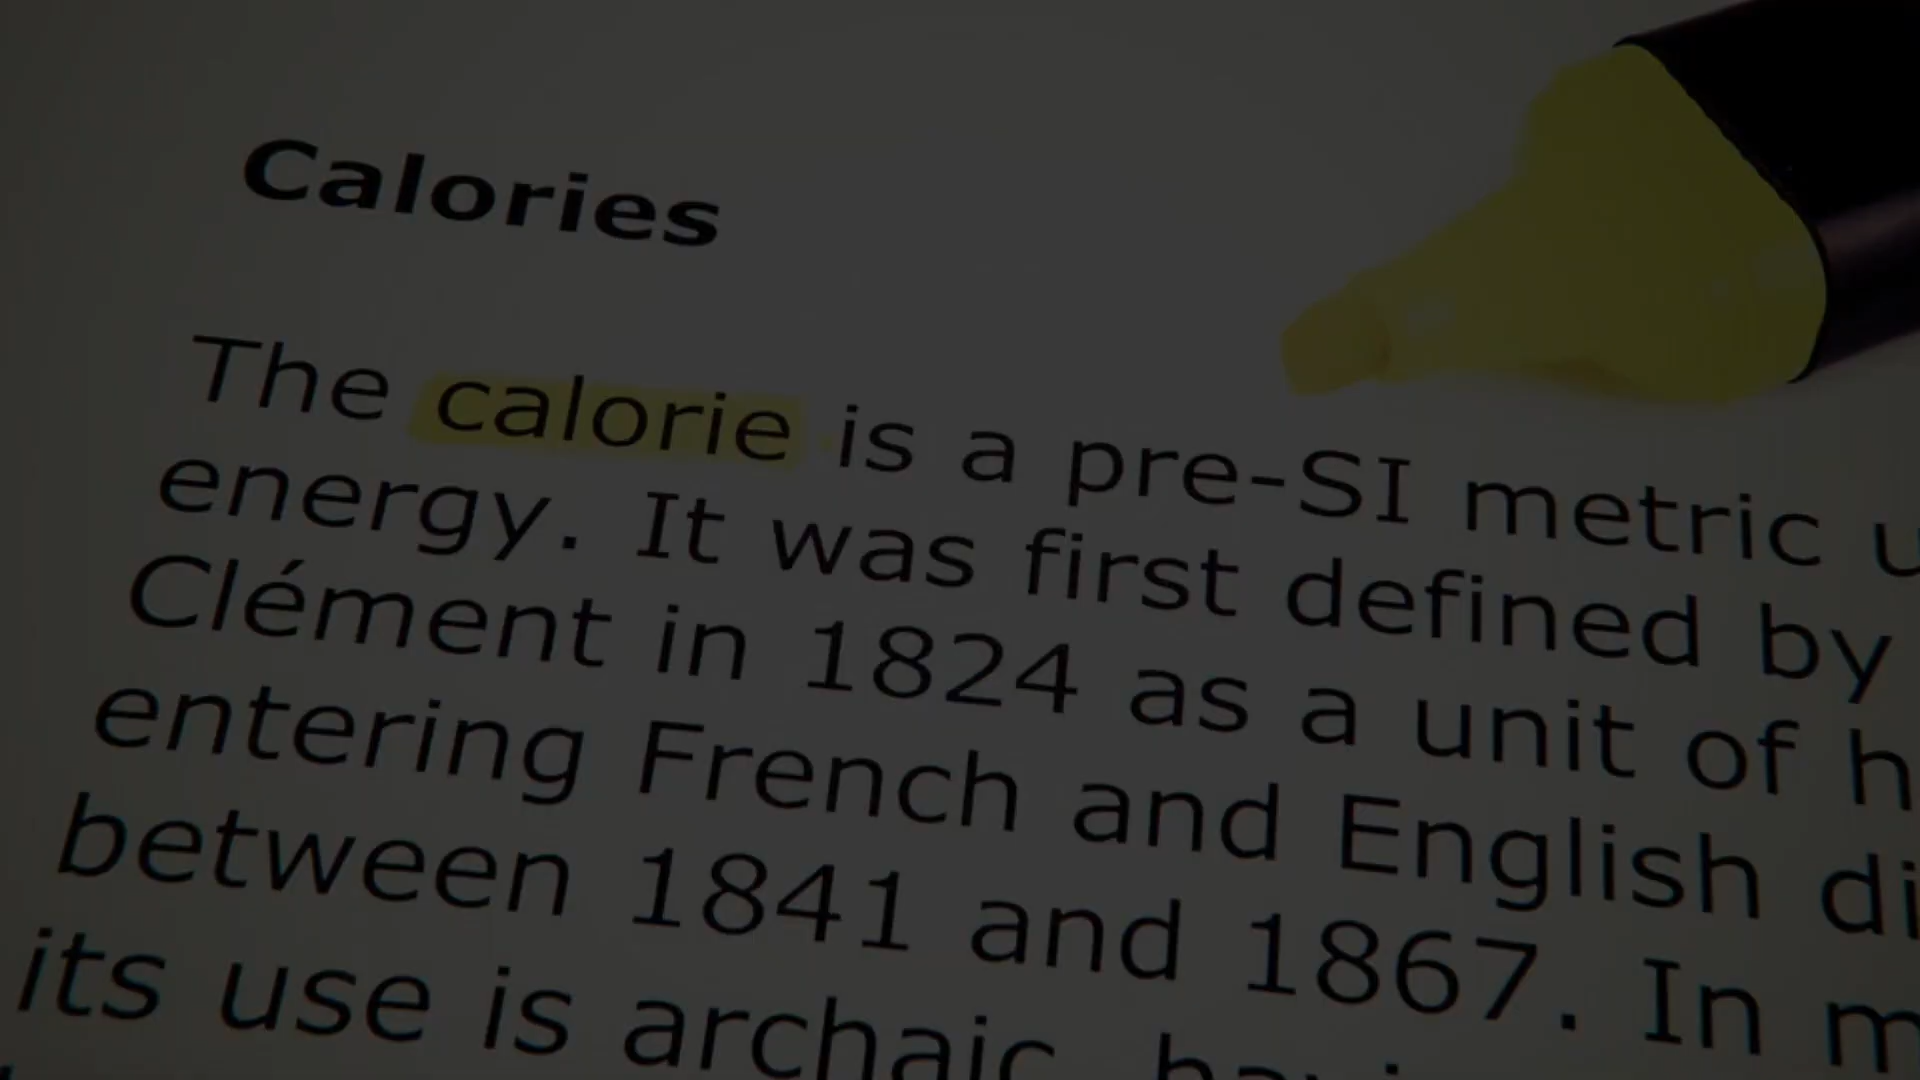 Calories
The calorie is a pre-SI metric
energy. It was first defined by
Clément in 1824 as a unit of
entering French and English
between 1841 and 1867. In
its use is archaic,